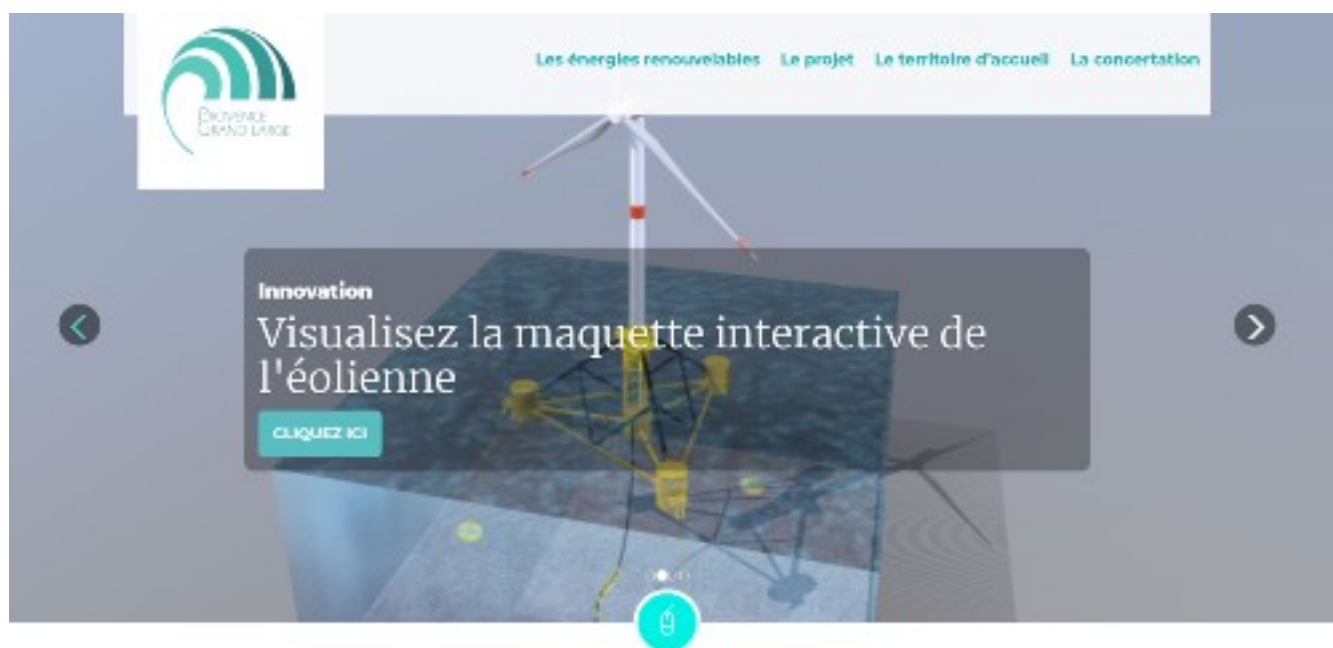 PROVENCE
GRAND LARGE
Les énergies renouvelables Le projet Le territoire d'accueil La concertation
Innovation
Visualisez la maquette interactive de
l'éolienne
CLIQUEZ ICI